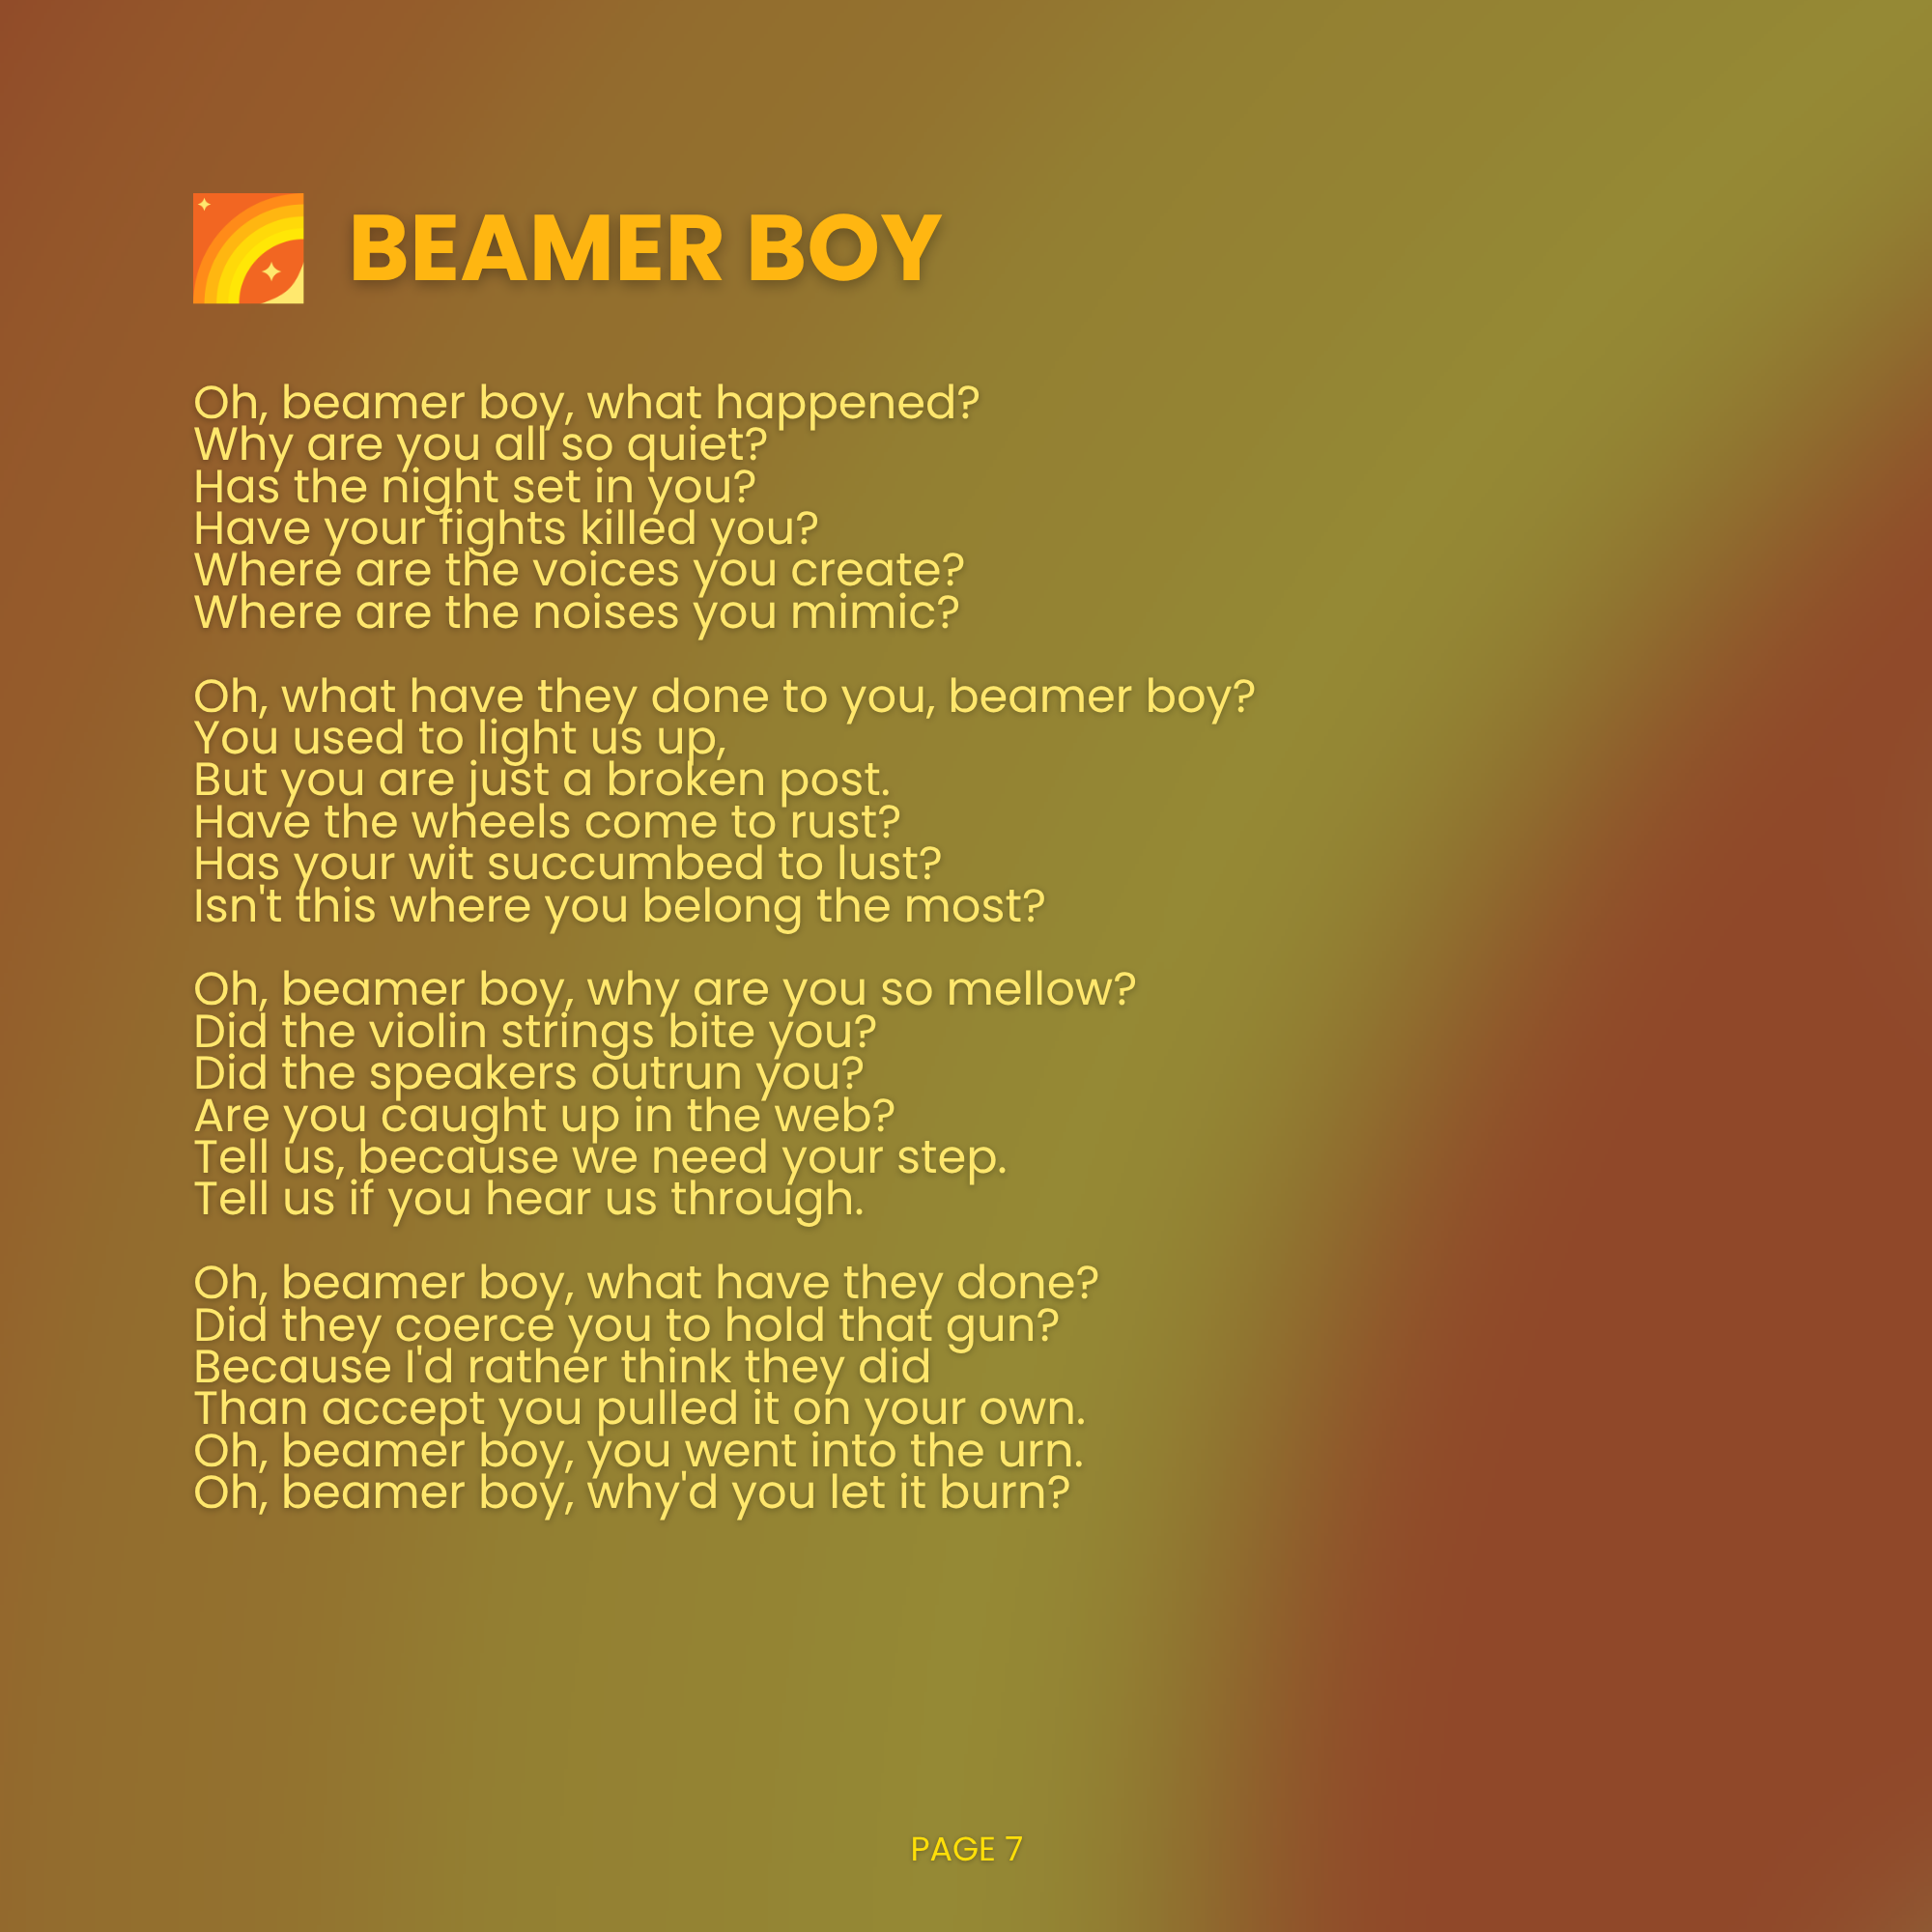 BEAMER BOY
Oh, beamer boy, what happened?
Why are you all so quiet?
Has the night set in you?
Have your fights killed you?
Where are the voices you create?
Where are the noises you mimic?
Oh, what have they done to you, beamer boy?
You used to light us up,
But you are just a broken post.
Have the wheels come to rust?
Has your wit succumbed to lust?
Isn't this where you belong the most?
Oh, beamer boy, why are you so mellow?
Did the violin strings bite you?
Did the speakers outrun you?
Are you caught up in the web?
Tell us, because we need your step.
Tell us if you hear us through.
Oh, beamer boy, what have they done?
Did they coerce you to hold that gun?
Because I'd rather think they did
Than accept you pulled it on your own.
Oh, beamer boy, you went into the urn.
Oh, beamer boy, why'd you let it burn?
PAGE 7